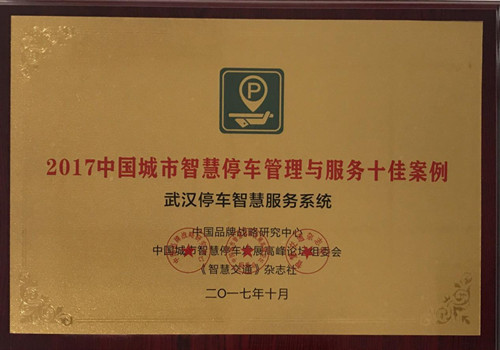 P
2017中国城市智慧停车管理与服务十佳案例
武汉停车智慧服务系统
中国品牌战略研究中心
中国城市智慧停车发展高峰论坛组委会
《智慧交通》杂志社
二〇一七年十月